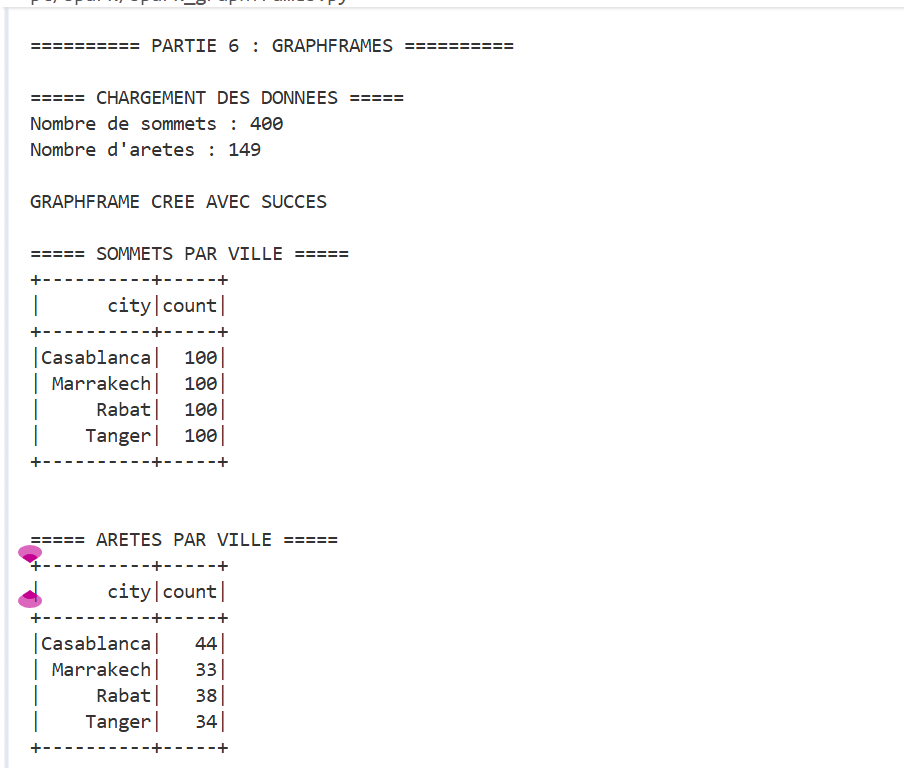 ========== PARTIE 6 : GRAPHFRAMES ==========
===== CHARGEMENT DES DONNEES =====
Nombre de sommets : 400
Nombre d'aretes : 149
GRAPHFRAME CREE AVEC SUCCES
===== SOMMETS PAR VILLE =====
+----------+-----+
|      city|count|
+----------+-----+
|Casablanca|  100|
| Marrakech|  100|
|     Rabat|  100|
|    Tanger|  100|
+----------+-----+
===== ARETES PAR VILLE =====
+----------+-----+
|      city|count|
+----------+-----+
|Casablanca|   44|
| Marrakech|   33|
|     Rabat|   38|
|    Tanger|   34|
+----------+-----+